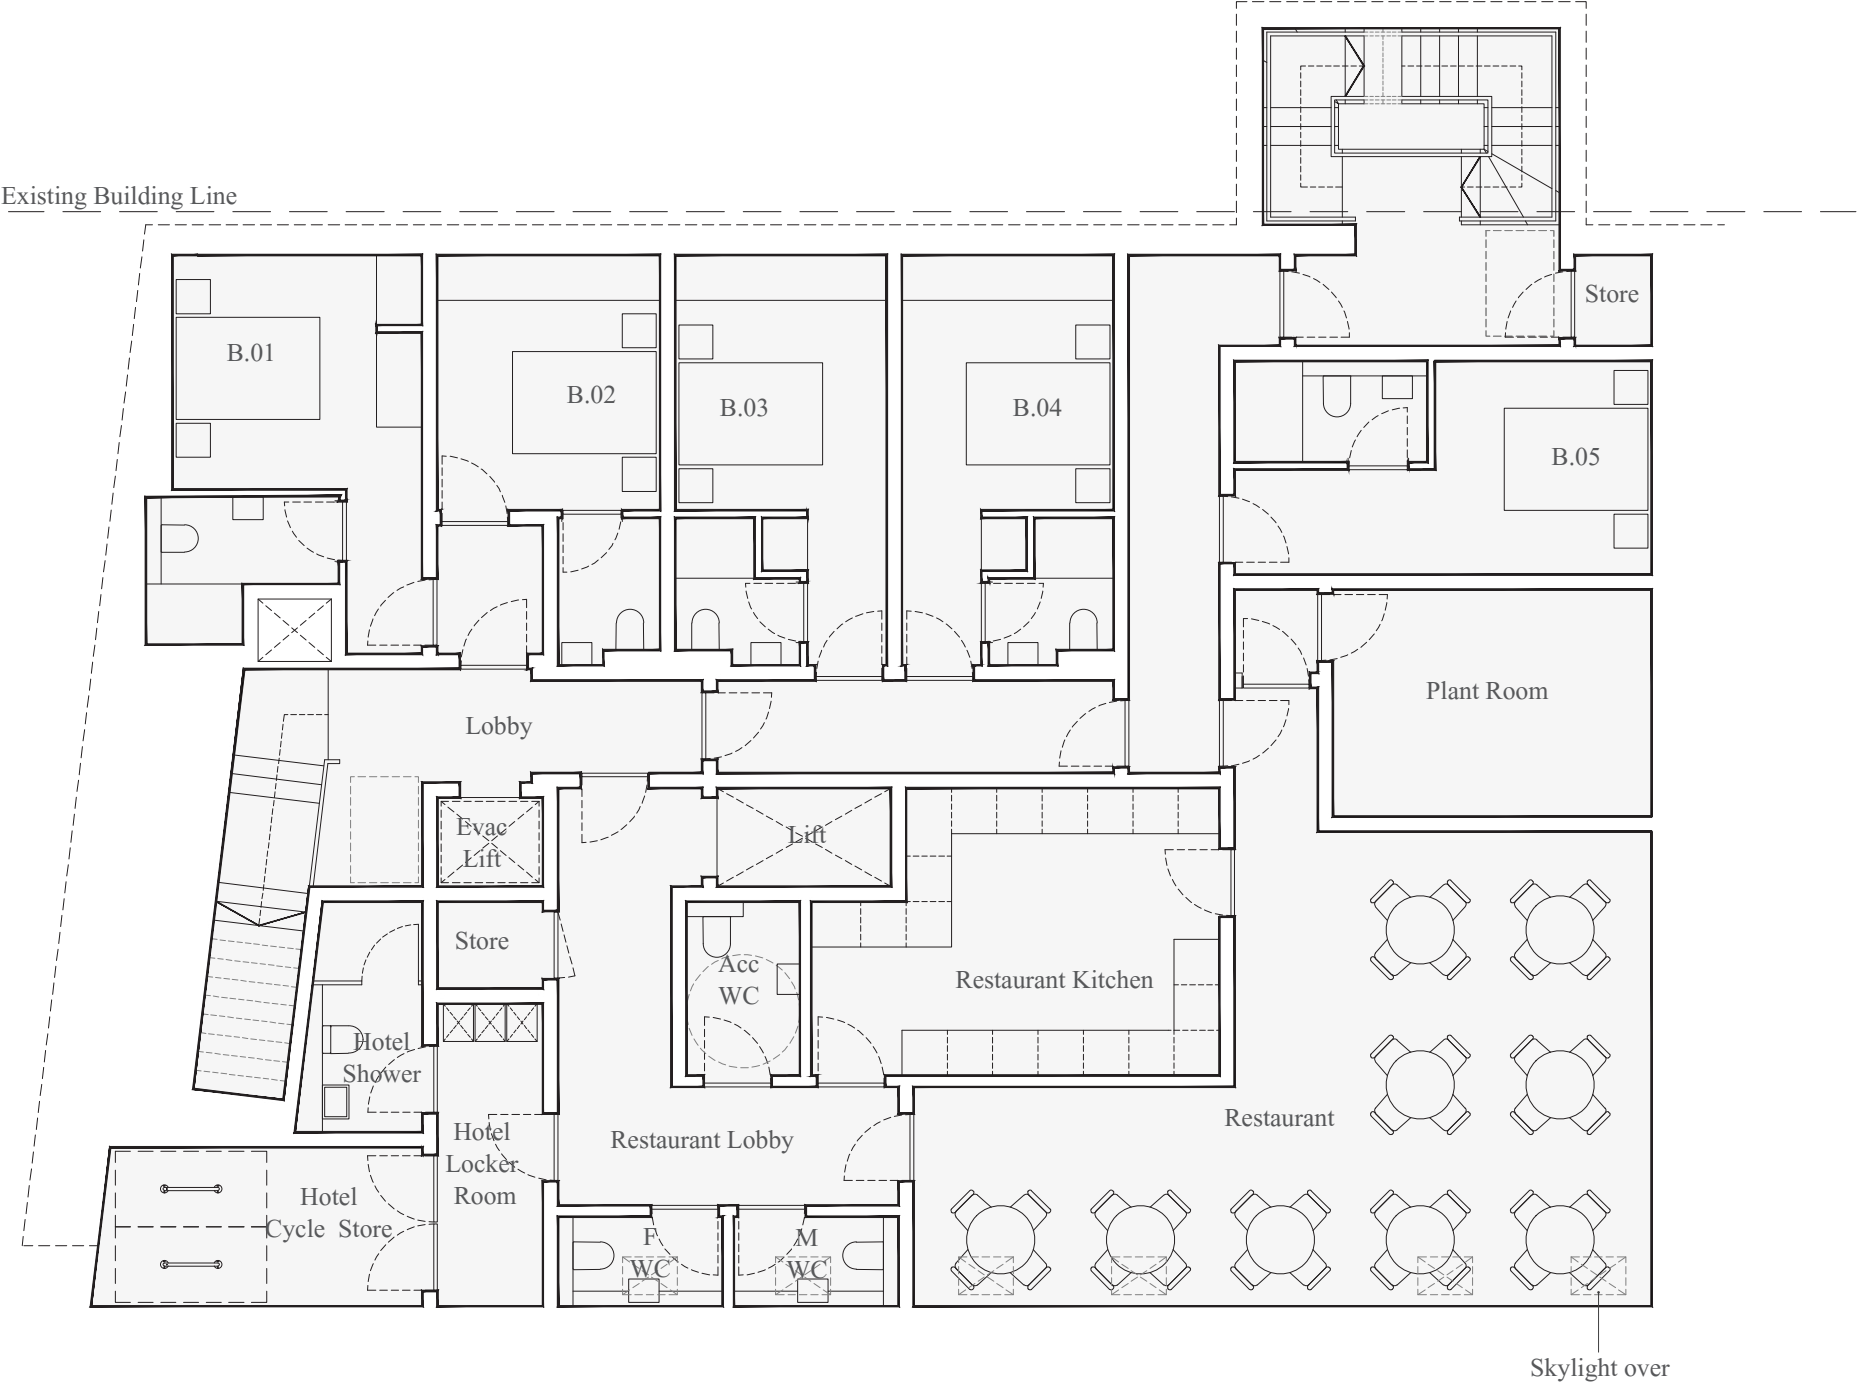 Existing Building Line
Store
B.01
B.02
B.03
B.04
B.05
Plant Room
Lobby
Evac
Lift
Lift
Store
Acc
WC
Restaurant Kitchen
Hotel
Shower
Restaurant
Hotel
Locker
Room
Restaurant Lobby
Hotel
Cycle Store
F
WC
M
WC
Skylight over